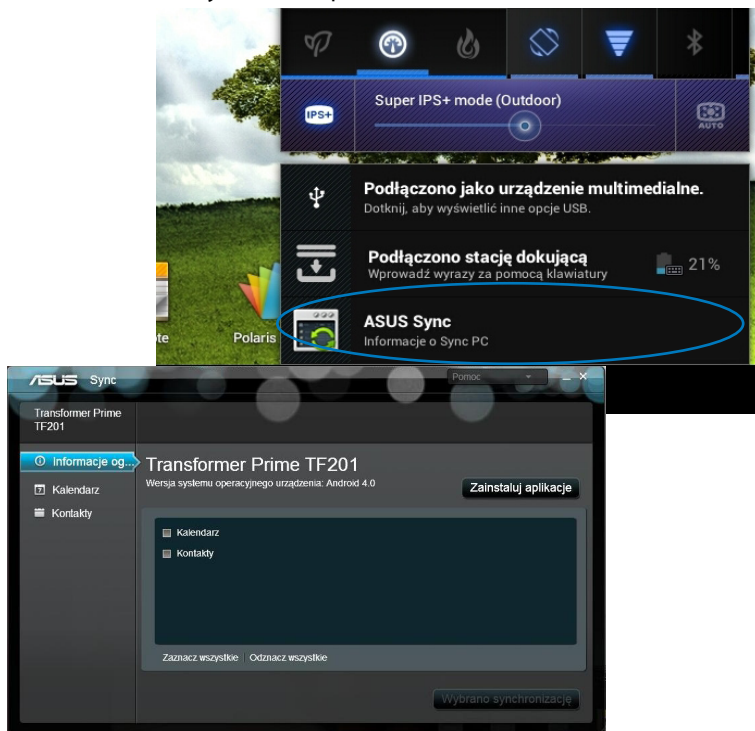 IPS+
Super IPS+ mode (Outdoor)
AUTO
Podłączono jako urządzenie multimedialne.
Dotknij, aby wyświetlić inne opcje USB.
Podłączono stację dokującą
Wprowadź wyrazy za pomocą klawiatury
21%
ote
Polaris
ASUS Sync
Informacje o Sync PC
ASUS Sync
Pomoc
Transformer Prime
TF201
Informacje og...
Kalendarz
Kontakty
Transformer Prime TF201
Wersja systemu operacyjnego urządzenia: Android 4.0
Zainstaluj aplikacje
Kalendarz
Kontakty
Zaznacz wszystkie
Odznacz wszystkie
Wybrano synchronizację